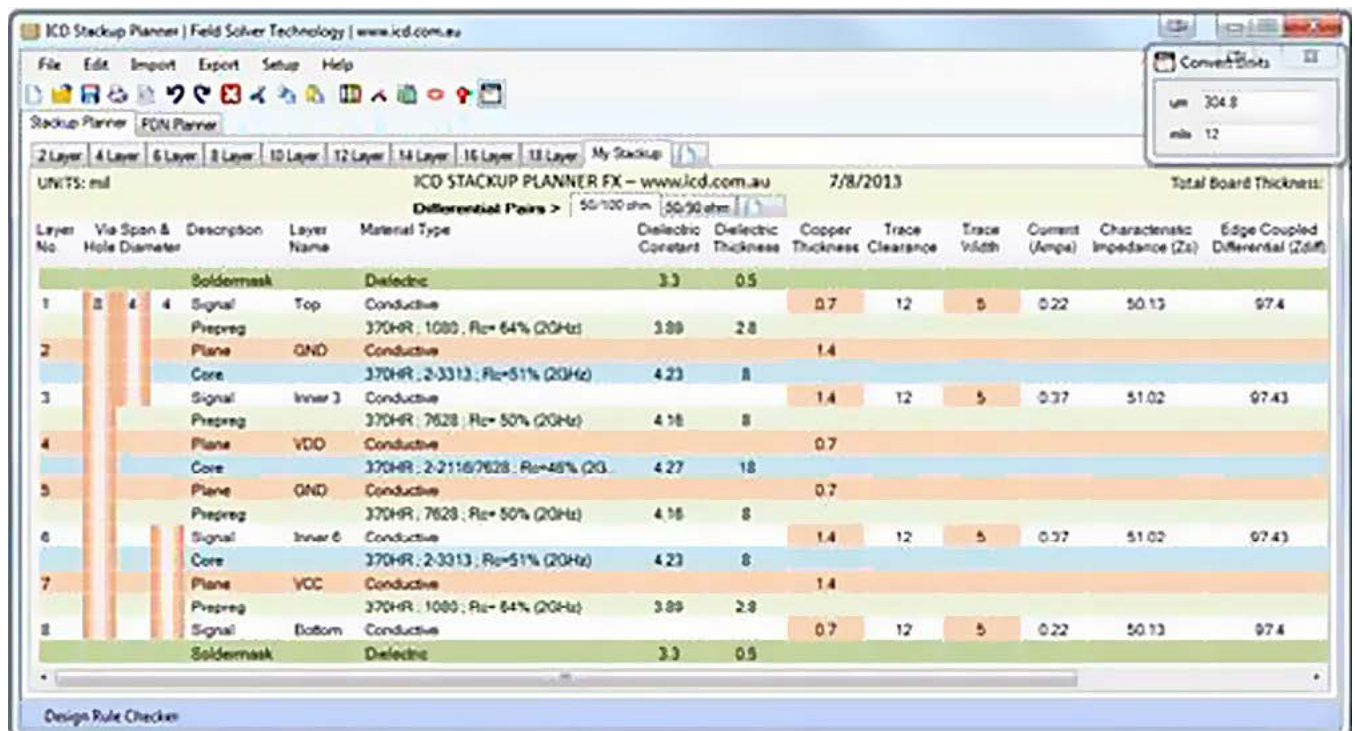 ICD Stackup Planner | Field Solver Technology | www.icd.com.au
File Edit Import Export Setup Help
Convert Units
um 304.8
mils 12
Stackup Planner PDN Planner
2 Layer 4 Layer 6 Layer 8 Layer 10 Layer 12 Layer 14 Layer 16 Layer 18 Layer My Stackup
UNITS: mil ICD STACKUP PLANNER FX – www.icd.com.au 7/8/2013 Total Board Thickness:
Differential Pairs > 50/100 ohm 50/90 ohm
Layer Via Span & Description Layer Material Type Dielectric Dielectric Copper Trace Trace Current Characteristic Edge Coupled
No. Hole Diameter Name Constant Thickness Thickness Clearance Width (Amps) Impedance (Zo) Differential (Zdiff)
Soldermask Dielectric 3.3 0.5
1 8 4 4 Signal Top Conductive 0.7 12 5 0.22 50.13 97.4
Prepreg 370HR ; 1080 ; Rc= 64% (2GHz) 3.89 2.8
2 Plane GND Conductive 1.4
Core 370HR ; 2-3313 ; Rc=51% (2GHz) 4.23 8
3 Signal Inner 3 Conductive 1.4 12 5 0.37 51.02 97.43
Prepreg 370HR ; 7628 ; Rc= 50% (2GHz) 4.16 8
4 Plane VDD Conductive 0.7
Core 370HR ; 2-2116/7628 ; Rc=46% (2G... 4.27 18
5 Plane GND Conductive 0.7
Prepreg 370HR ; 7628 ; Rc= 50% (2GHz) 4.16 8
6 Signal Inner 6 Conductive 1.4 12 5 0.37 51.02 97.43
Core 370HR ; 2-3313 ; Rc=51% (2GHz) 4.23 8
7 Plane VCC Conductive 1.4
Prepreg 370HR ; 1080 ; Rc= 64% (2GHz) 3.89 2.8
8 Signal Bottom Conductive 0.7 12 5 0.22 50.13 97.4
Soldermask Dielectric 3.3 0.5
Design Rule Checker